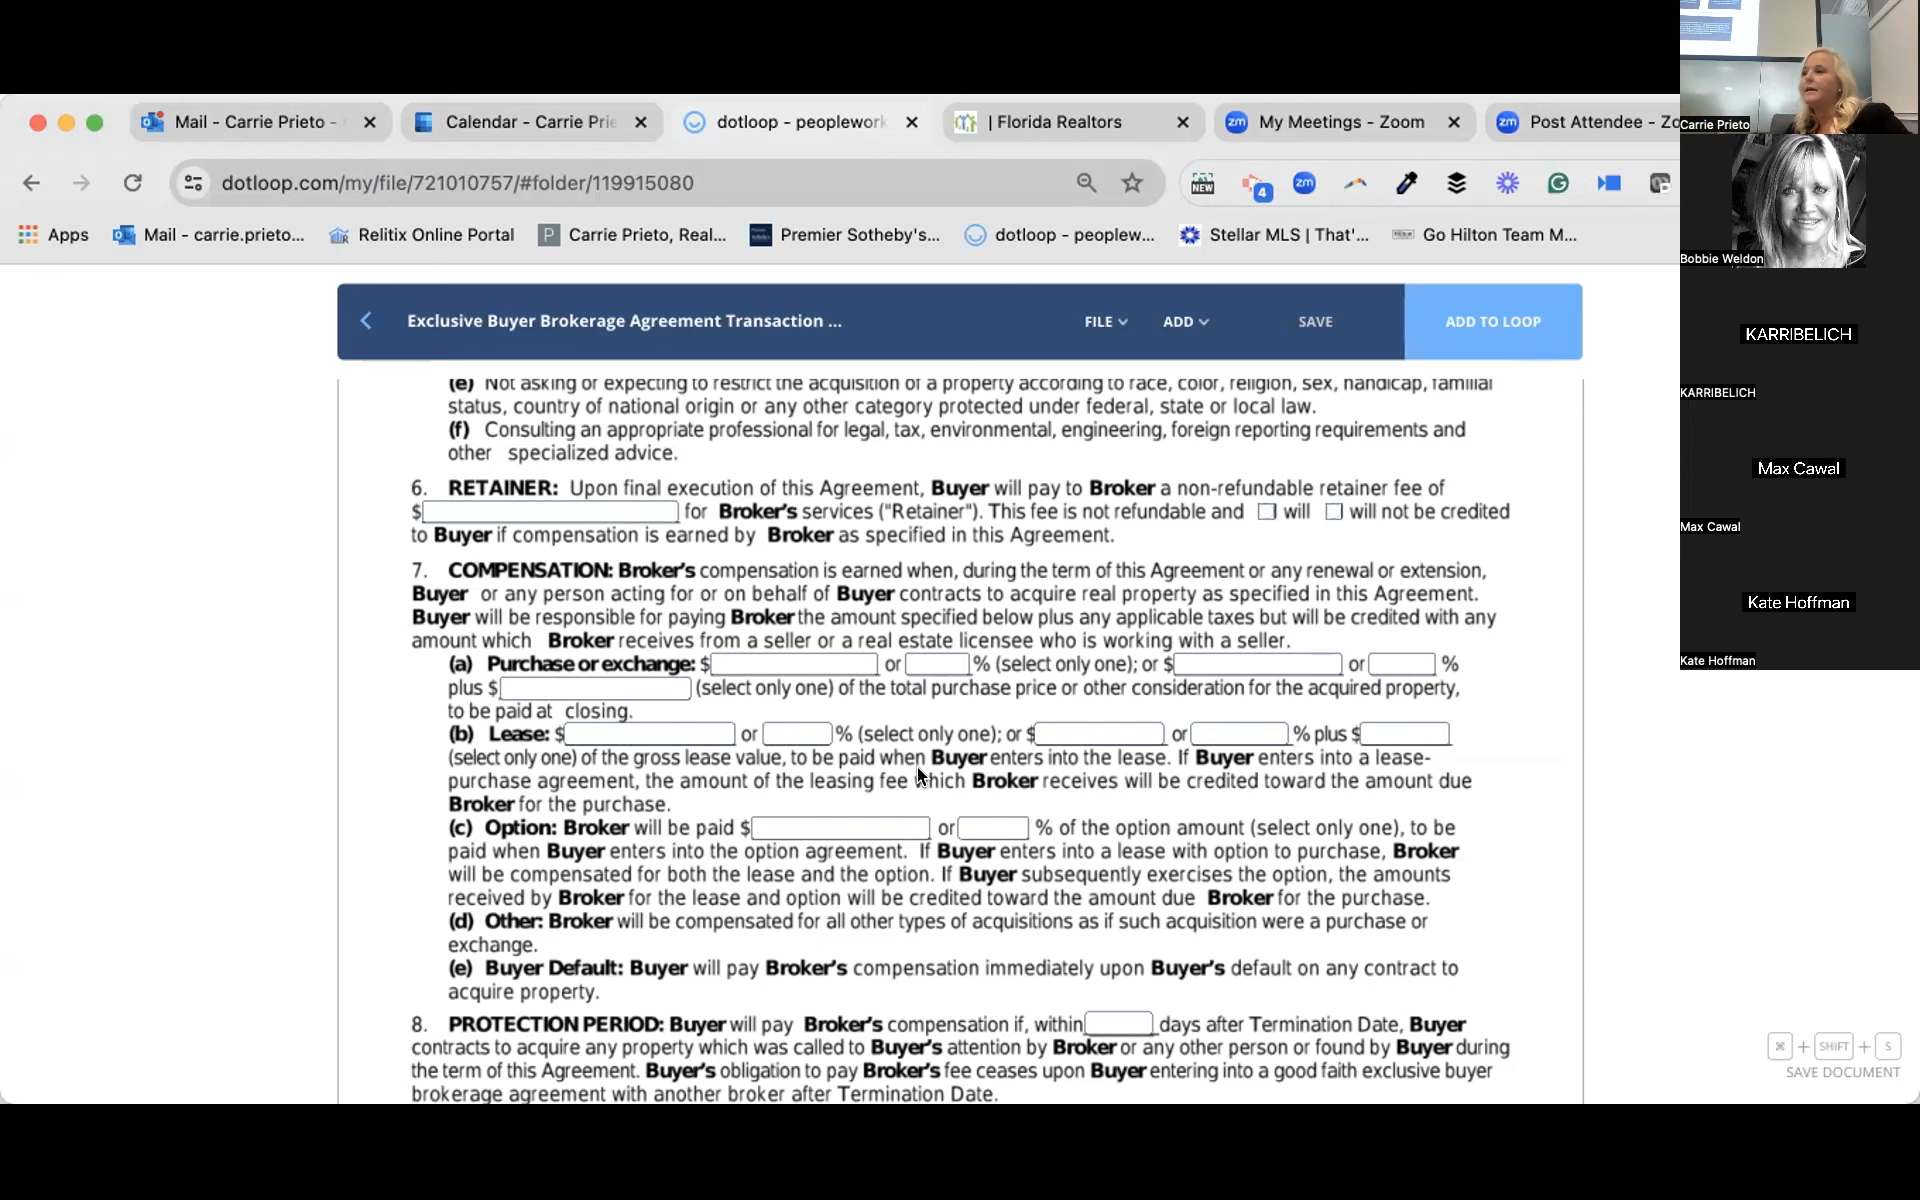 Mail - Carrie Prieto -
Calendar - Carrie Prie
dotloop - peoplework
| Florida Realtors
My Meetings - Zoom
Post Attendee - Zo
dotloop.com/my/file/721010757/#folder/119915080
NEW
4
zm
Apps
Mail - carrie.prieto...
Relitix Online Portal
Carrie Prieto, Real...
Premier Sotheby's...
dotloop - peoplew...
Stellar MLS | That'...
Go Hilton Team M...
Exclusive Buyer Brokerage Agreement Transaction ...
FILE
ADD
SAVE
ADD TO LOOP
(e) Not asking or expecting to restrict the acquisition of a property according to race, color, religion, sex, handicap, familial
status, country of national origin or any other category protected under federal, state or local law.
(f) Consulting an appropriate professional for legal, tax, environmental, engineering, foreign reporting requirements and
other specialized advice.
6. RETAINER: Upon final execution of this Agreement, Buyer will pay to Broker a non-refundable retainer fee of
$ for Broker's services ("Retainer"). This fee is not refundable and will will not be credited
to Buyer if compensation is earned by Broker as specified in this Agreement.
7. COMPENSATION: Broker's compensation is earned when, during the term of this Agreement or any renewal or extension,
Buyer or any person acting for or on behalf of Buyer contracts to acquire real property as specified in this Agreement.
Buyer will be responsible for paying Broker the amount specified below plus any applicable taxes but will be credited with any
amount which Broker receives from a seller or a real estate licensee who is working with a seller.
(a) Purchase or exchange: $ or % (select only one); or $ or %
plus $ (select only one) of the total purchase price or other consideration for the acquired property,
to be paid at closing.
(b) Lease: $ or % (select only one); or $ or % plus $
(select only one) of the gross lease value, to be paid when Buyer enters into the lease. If Buyer enters into a lease-
purchase agreement, the amount of the leasing fee which Broker receives will be credited toward the amount due
Broker for the purchase.
(c) Option: Broker will be paid $ or % of the option amount (select only one), to be
paid when Buyer enters into the option agreement. If Buyer enters into a lease with option to purchase, Broker
will be compensated for both the lease and the option. If Buyer subsequently exercises the option, the amounts
received by Broker for the lease and option will be credited toward the amount due Broker for the purchase.
(d) Other: Broker will be compensated for all other types of acquisitions as if such acquisition were a purchase or
exchange.
(e) Buyer Default: Buyer will pay Broker's compensation immediately upon Buyer's default on any contract to
acquire property.
8. PROTECTION PERIOD: Buyer will pay Broker's compensation if, within days after Termination Date, Buyer
contracts to acquire any property which was called to Buyer's attention by Broker or any other person or found by Buyer during
the term of this Agreement. Buyer's obligation to pay Broker's fee ceases upon Buyer entering into a good faith exclusive buyer
brokerage agreement with another broker after Termination Date.
⌘ + SHIFT + S
SAVE DOCUMENT
Carrie Prieto
Bobbie Weldon
KARRIBELICH
KARRIBELICH
Max Cawal
Max Cawal
Kate Hoffman
Kate Hoffman